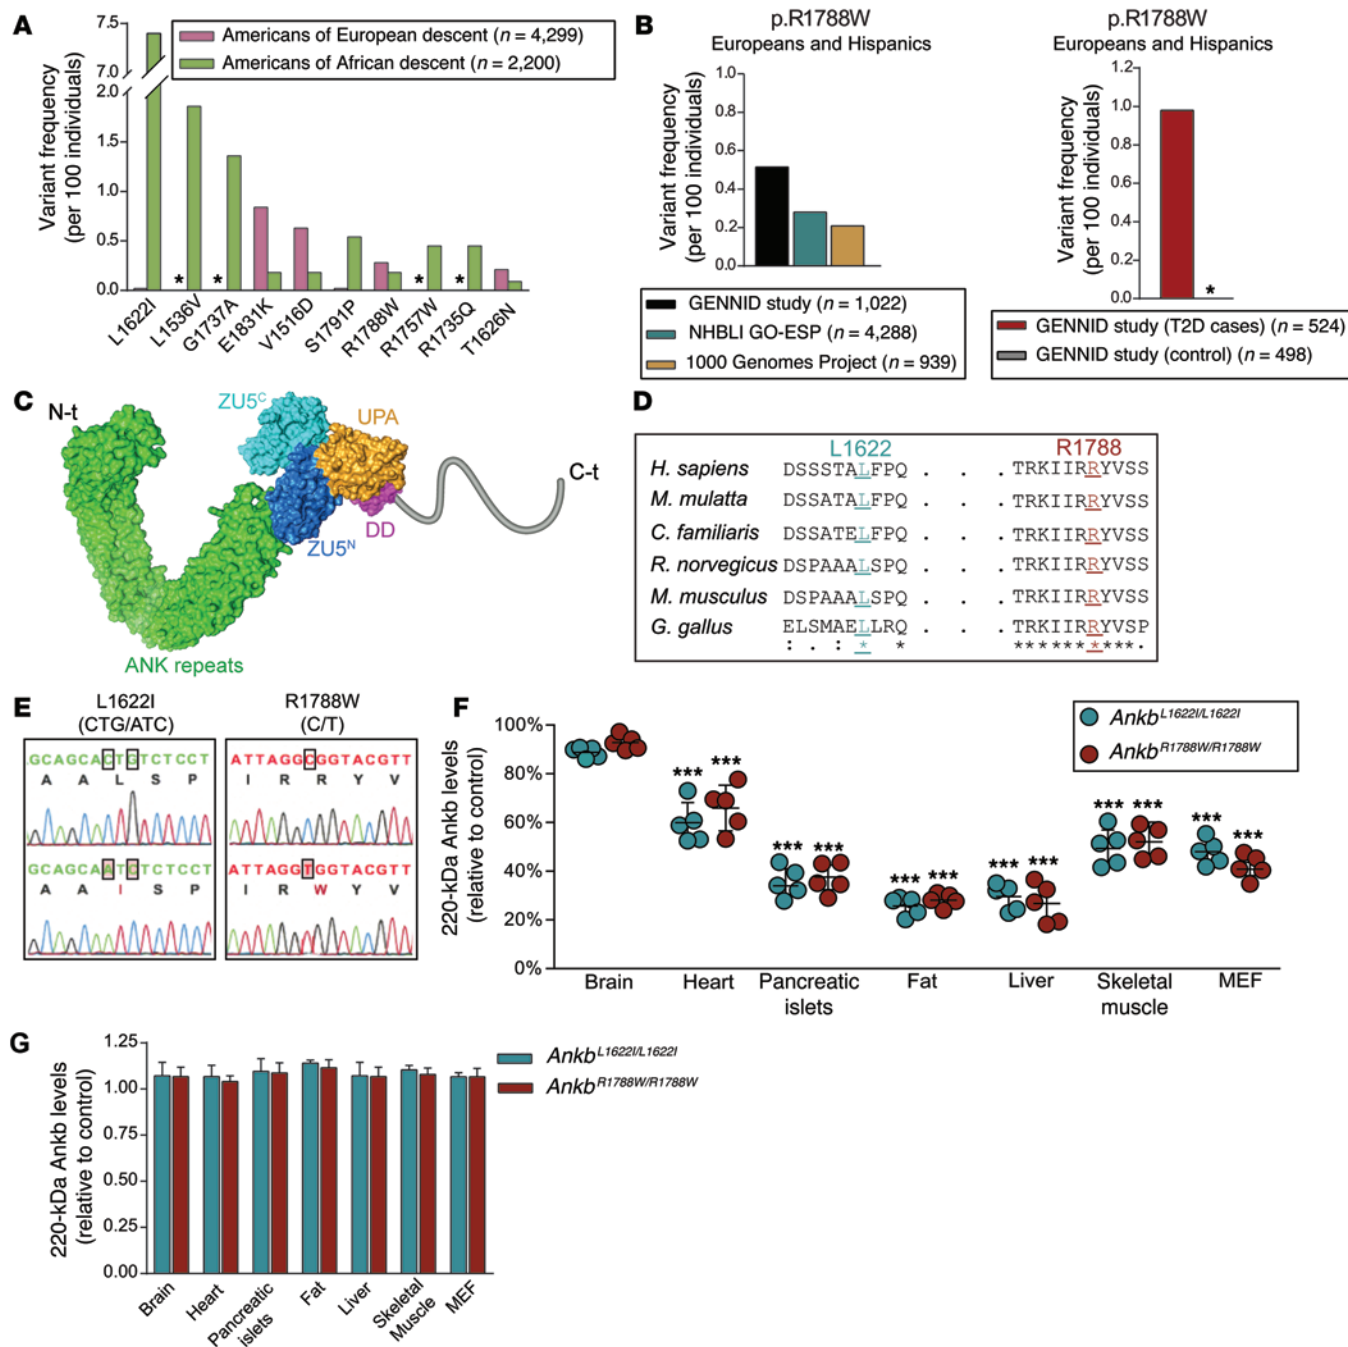 A
Variant frequency
(per 100 individuals)
7.5
7.0
2.0
1.5
1.0
0.5
0.0
Americans of European descent (n = 4,299)
Americans of African descent (n = 2,200)
* * * *
L1622I L1536V G1737A E1831K V1516D S1791P R1788W R1757W R1735Q T1626N
B
p.R1788W
Europeans and Hispanics
Variant frequency
(per 100 individuals)
1.0
0.8
0.6
0.4
0.2
0.0
GENNID study (n = 1,022)
NHBLI GO-ESP (n = 4,288)
1000 Genomes Project (n = 939)
p.R1788W
Europeans and Hispanics
Variant frequency
(per 100 individuals)
1.2
1.0
0.8
0.6
0.4
0.2
0.0
*
GENNID study (T2D cases) (n = 524)
GENNID study (control) (n = 498)
C
N-t
ZU5C
UPA
C-t
DD
ZU5N
ANK repeats
D
L1622 R1788
H. sapiens DSSSTALFPQ . . . TRKIIRRYVSS
M. mulatta DSSATALFPQ . . . TRKIIRRYVSS
C. familiaris DSSATELFPQ . . . TRKIIRRYVSS
R. norvegicus DSPAAALSPQ . . . TRKIIRRYVSS
M. musculus DSPAAALSPQ . . . TRKIIRRYVSS
G. gallus ELSMAELLRQ . . . TRKIIRRYVSP
: . : * * **********.
E
L1622I
(CTG/ATC)
GCAGCACTGTCTCCT
A A L S P
GCAGCAATCTCTCCT
A A I S P
R1788W
(C/T)
ATTAGGCGGTACGTT
I R R Y V
ATTAGGTGGTACGTT
I R W Y V
F
220-kDa Ankb levels
(relative to control)
100%
80%
60%
40%
20%
0%
AnkbL1622I/L1622I
AnkbR1788W/R1788W
*** *** *** *** *** *** *** *** *** *** *** ***
Brain Heart Pancreatic islets Fat Liver Skeletal muscle MEF
G
220-kDa Ankb levels
(relative to control)
1.25
1.00
0.75
0.50
0.25
0.00
AnkbL1622I/L1622I
AnkbR1788W/R1788W
Brain Heart Pancreatic islets Fat Liver Skeletal Muscle MEF